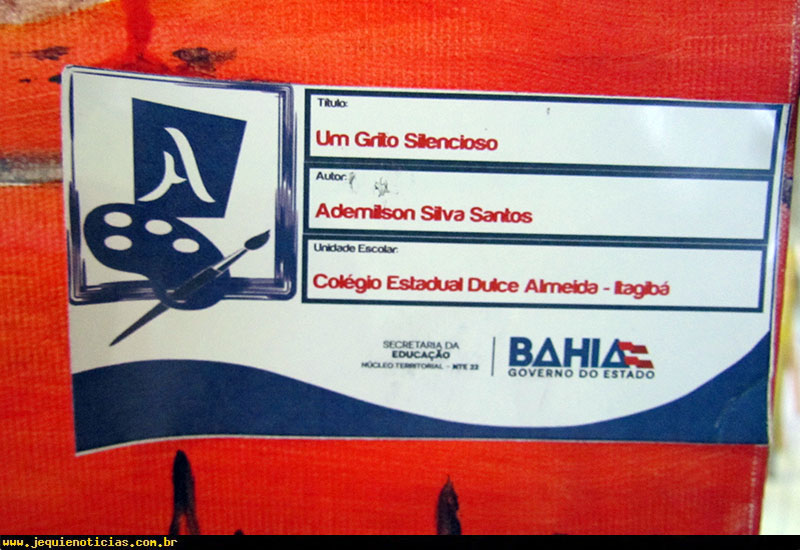 Título:
Um Grito Silencioso
Autor:
Ademilson Silva Santos
Unidade Escolar:
Colégio Estadual Dulce Almeida - Itagibá
SECRETARIA DA
EDUCAÇÃO
NÚCLEO TERRITORIAL - NTE 22
BAHIA
GOVERNO DO ESTADO
www.jequienoticias.com.br